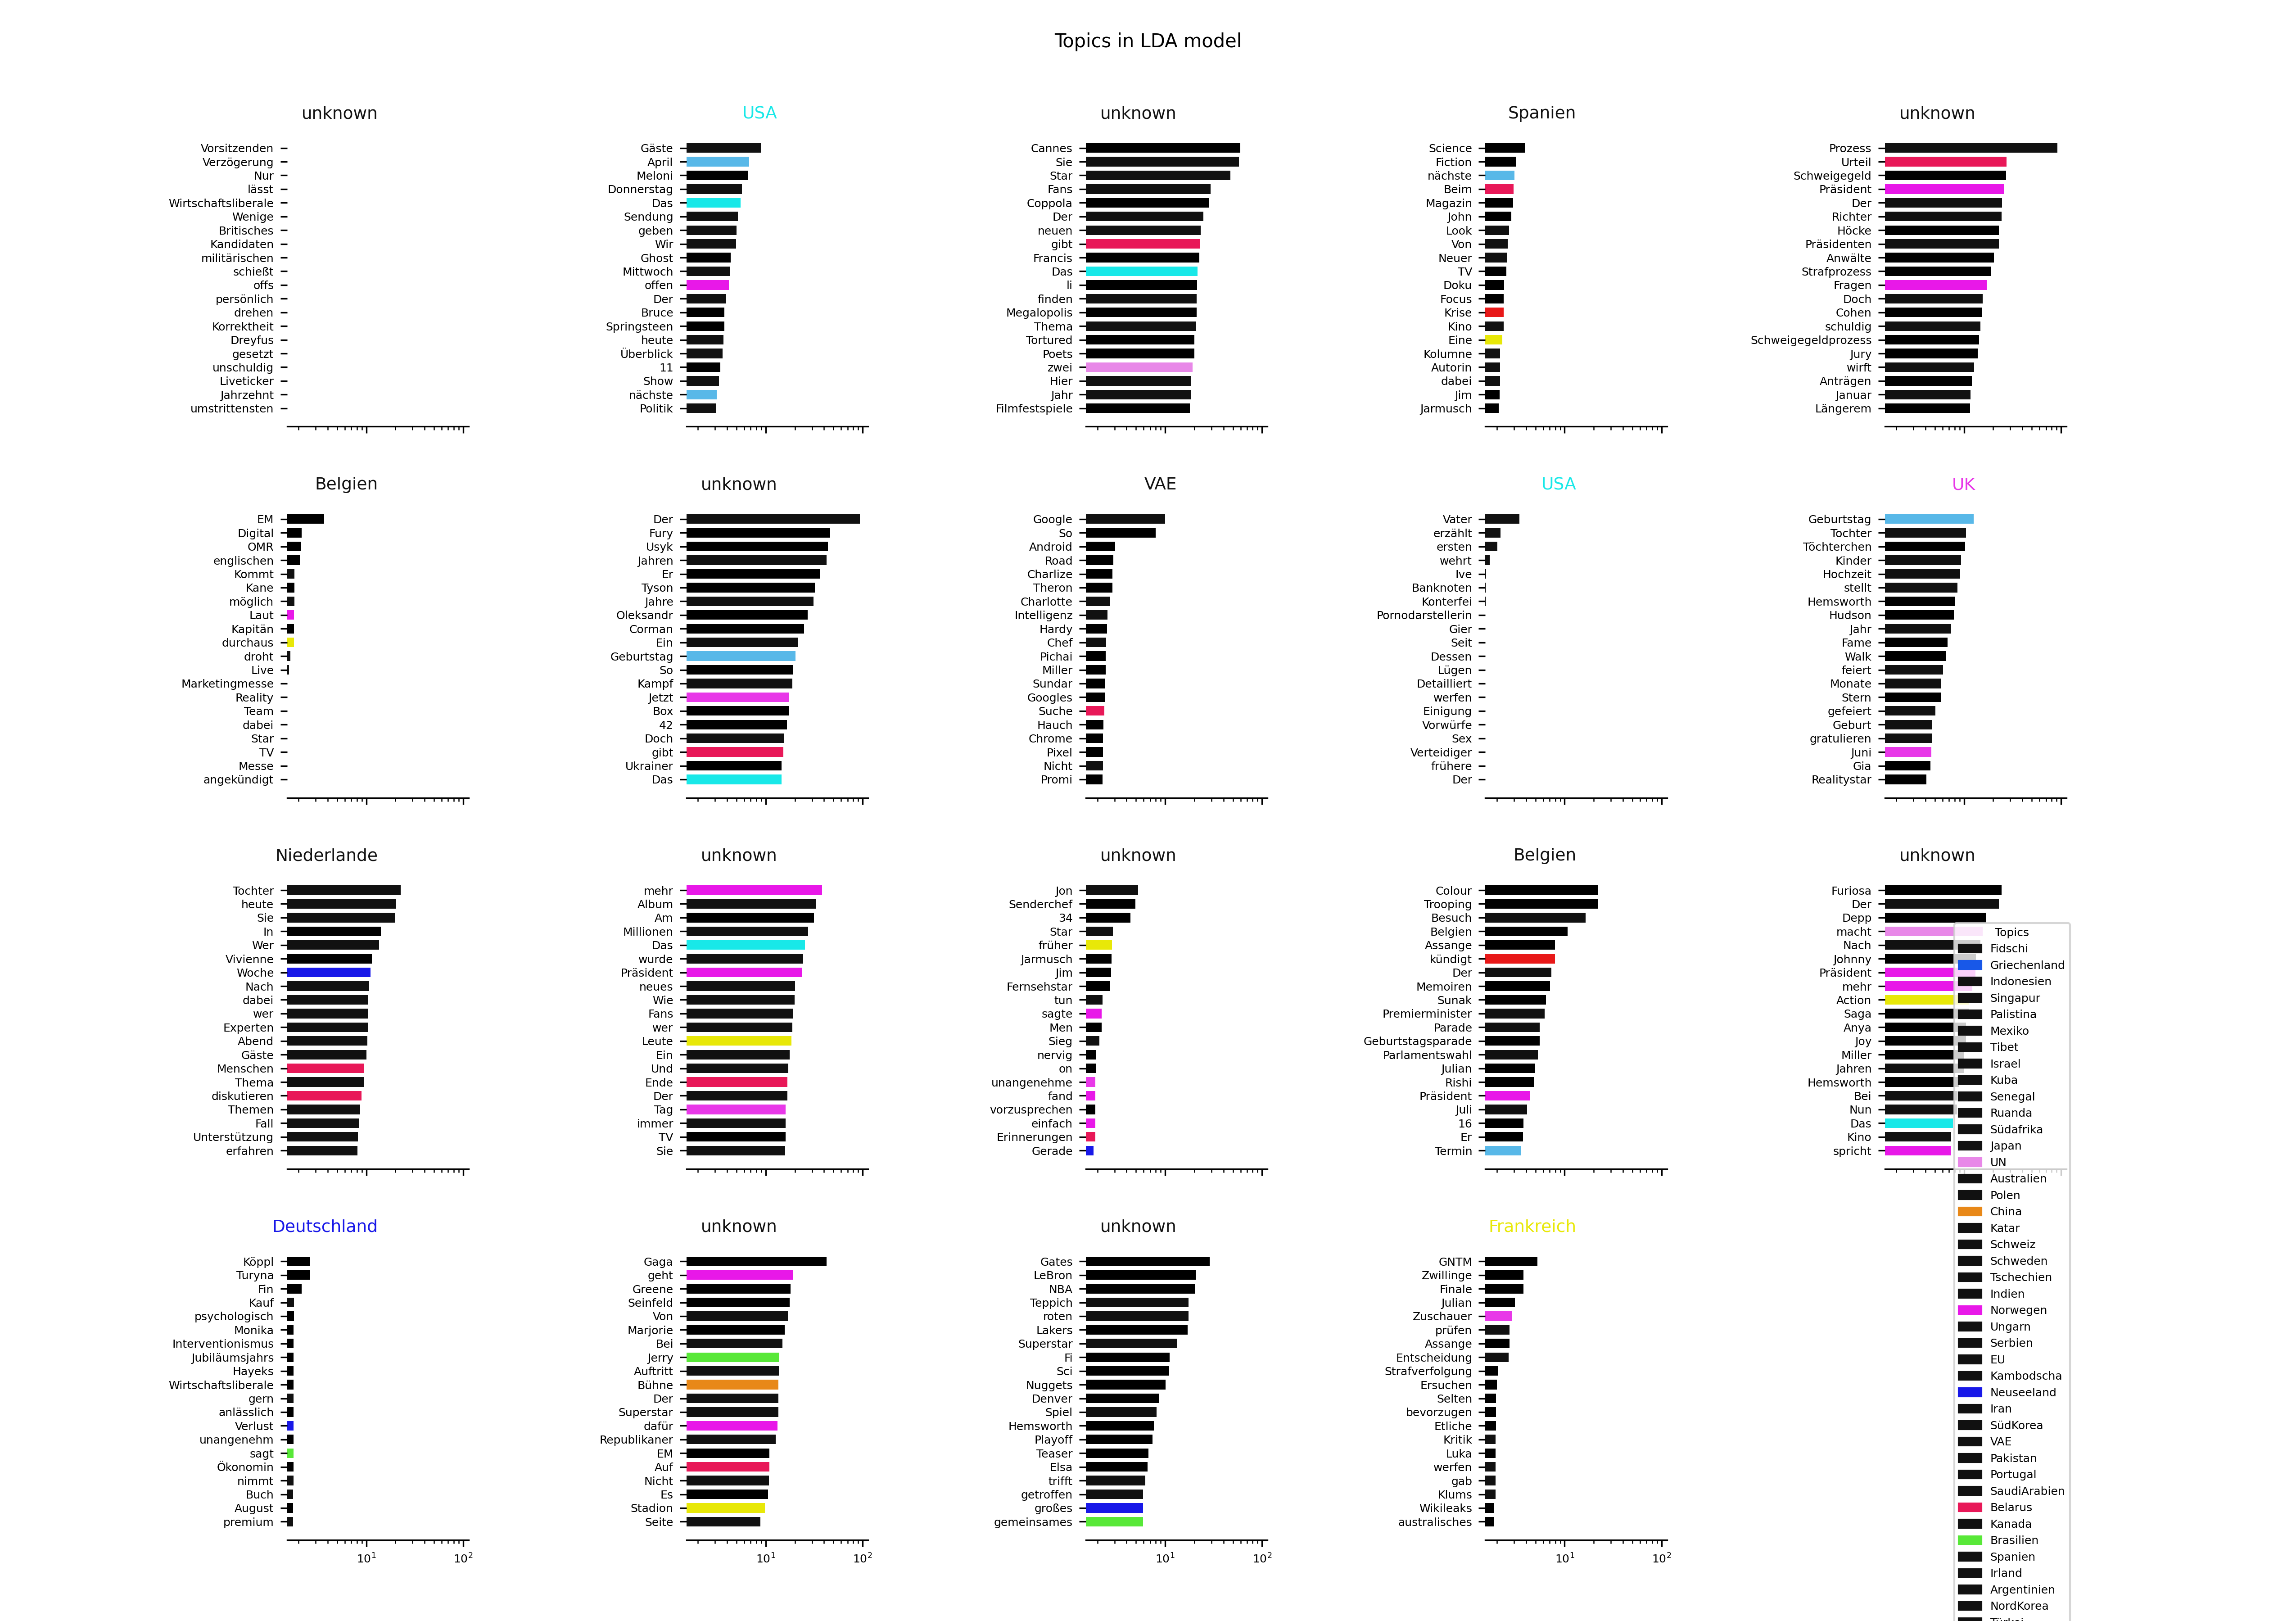 Topics in LDA model
unknown
Vorsitzenden
Verzögerung
Nur
lässt
Wirtschaftsliberale
Wenige
Britisches
Kandidaten
militärischen
schießt
offs
persönlich
drehen
Korrektheit
Dreyfus
gesetzt
unschuldig
Liveticker
Jahrzehnt
umstrittensten
USA
Gäste
April
Meloni
Donnerstag
Das
Sendung
geben
Wir
Ghost
Mittwoch
offen
Der
Bruce
Springsteen
heute
Überblick
11
Show
nächste
Politik
unknown
Cannes
Sie
Star
Fans
Coppola
Der
neuen
gibt
Francis
Das
li
finden
Megalopolis
Thema
Tortured
Poets
zwei
Hier
Jahr
Filmfestspiele
Spanien
Science
Fiction
nächste
Beim
Magazin
John
Look
Von
Neuer
TV
Doku
Focus
Krise
Kino
Eine
Kolumne
Autorin
dabei
Jim
Jarmusch
unknown
Prozess
Urteil
Schweigegeld
Präsident
Der
Richter
Höcke
Präsidenten
Anwälte
Strafprozess
Fragen
Doch
Cohen
schuldig
Schweigegeldprozess
Jury
wirft
Anträgen
Januar
Längerem
Belgien
EM
Digital
OMR
englischen
Kommt
Kane
möglich
Laut
Kapitän
durchaus
droht
Live
Marketingmesse
Reality
Team
dabei
Star
TV
Messe
angekündigt
unknown
Der
Fury
Usyk
Jahren
Er
Tyson
Jahre
Oleksandr
Corman
Ein
Geburtstag
So
Kampf
Jetzt
Box
42
Doch
gibt
Ukrainer
Das
VAE
Google
So
Android
Road
Charlize
Theron
Charlotte
Intelligenz
Hardy
Chef
Pichai
Miller
Sundar
Googles
Suche
Hauch
Chrome
Pixel
Nicht
Promi
USA
Vater
erzählt
ersten
wehrt
Ive
Banknoten
Konterfei
Pornodarstellerin
Gier
Seit
Dessen
Lügen
Detailliert
werfen
Einigung
Vorwürfe
Sex
Verteidiger
frühere
Der
UK
Geburtstag
Tochter
Töchterchen
Kinder
Hochzeit
stellt
Hemsworth
Hudson
Jahr
Fame
Walk
feiert
Monate
Stern
gefeiert
Geburt
gratulieren
Juni
Gia
Realitystar
Niederlande
Tochter
heute
Sie
In
Wer
Vivienne
Woche
Nach
dabei
wer
Experten
Abend
Gäste
Menschen
Thema
diskutieren
Themen
Fall
Unterstützung
erfahren
unknown
mehr
Album
Am
Millionen
Das
wurde
Präsident
neues
Wie
Fans
wer
Leute
Ein
Und
Ende
Der
Tag
immer
TV
Sie
unknown
Jon
Senderchef
34
Star
früher
Jarmusch
Jim
Fernsehstar
tun
sagte
Men
Sieg
nervig
on
unangenehme
fand
vorzusprechen
einfach
Erinnerungen
Gerade
Belgien
Colour
Trooping
Besuch
Belgien
Assange
kündigt
Der
Memoiren
Sunak
Premierminister
Parade
Geburtstagsparade
Parlamentswahl
Julian
Rishi
Präsident
Juli
16
Er
Termin
unknown
Furiosa
Der
Depp
macht
Nach
Johnny
Präsident
mehr
Action
Saga
Anya
Joy
Miller
Jahren
Hemsworth
Bei
Nun
Das
Kino
spricht
Deutschland
Köppl
Turyna
Fin
Kauf
psychologisch
Monika
Interventionismus
Jubiläumsjahrs
Hayeks
Wirtschaftsliberale
gern
anlässlich
Verlust
unangenehm
sagt
Ökonomin
nimmt
Buch
August
premium
10¹ 10²
unknown
Gaga
geht
Greene
Seinfeld
Von
Marjorie
Bei
Jerry
Auftritt
Bühne
Der
Superstar
dafür
Republikaner
EM
Auf
Nicht
Es
Stadion
Seite
10¹ 10²
unknown
Gates
LeBron
NBA
Teppich
roten
Lakers
Superstar
Fi
Sci
Nuggets
Denver
Spiel
Hemsworth
Playoff
Teaser
Elsa
trifft
getroffen
großes
gemeinsames
10¹ 10²
Frankreich
GNTM
Zwillinge
Finale
Julian
Zuschauer
prüfen
Assange
Entscheidung
Strafverfolgung
Ersuchen
Selten
bevorzugen
Etliche
Kritik
Luka
werfen
gab
Klums
Wikileaks
australisches
10¹ 10²
Topics
Fidschi
Griechenland
Indonesien
Singapur
Palistina
Mexiko
Tibet
Israel
Kuba
Senegal
Ruanda
Südafrika
Japan
UN
Australien
Polen
China
Katar
Schweiz
Schweden
Tschechien
Indien
Norwegen
Ungarn
Serbien
EU
Kambodscha
Neuseeland
Iran
SüdKorea
VAE
Pakistan
Portugal
SaudiArabien
Belarus
Kanada
Brasilien
Spanien
Irland
Argentinien
NordKorea